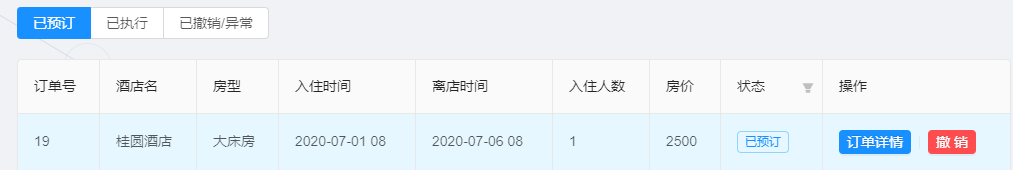 已预订 已执行 已撤销/异常
订单号 酒店名 房型 入住时间 离店时间 入住人数 房价 状态 操作
19 桂圆酒店 大床房 2020-07-01 08 2020-07-06 08 1 2500 已预订 订单详情 撤 销